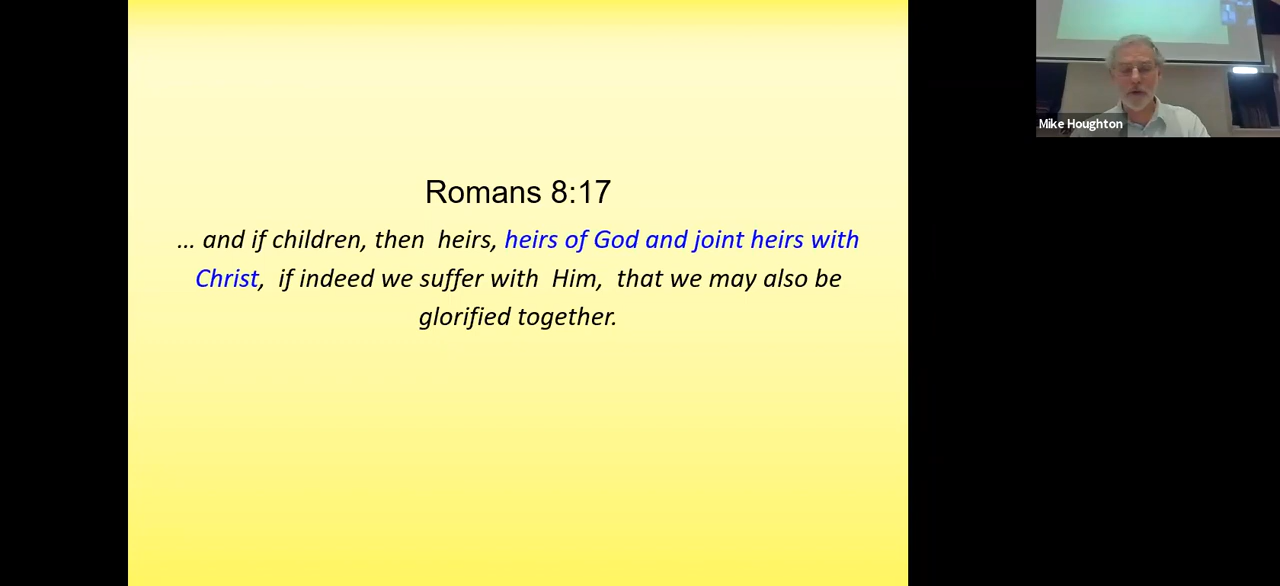 Romans 8:17
… and if children, then  heirs, heirs of God and joint heirs with
Christ,  if indeed we suffer with  Him,  that we may also be
glorified together.
Mike Houghton